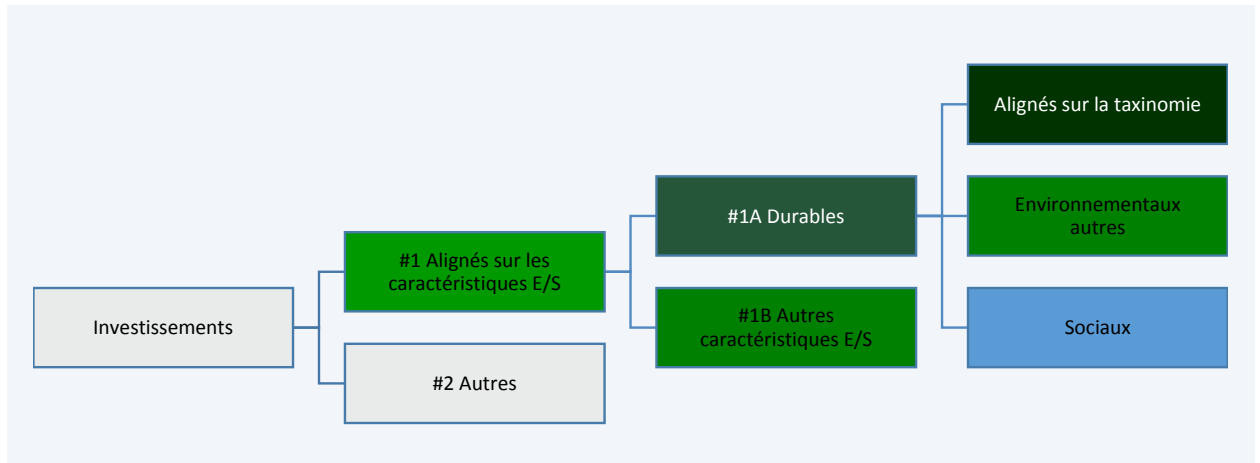 Investissements
#1 Alignés sur les
caractéristiques E/S
#2 Autres
#1A Durables
#1B Autres
caractéristiques E/S
Alignés sur la taxinomie
Environnementaux
autres
Sociaux